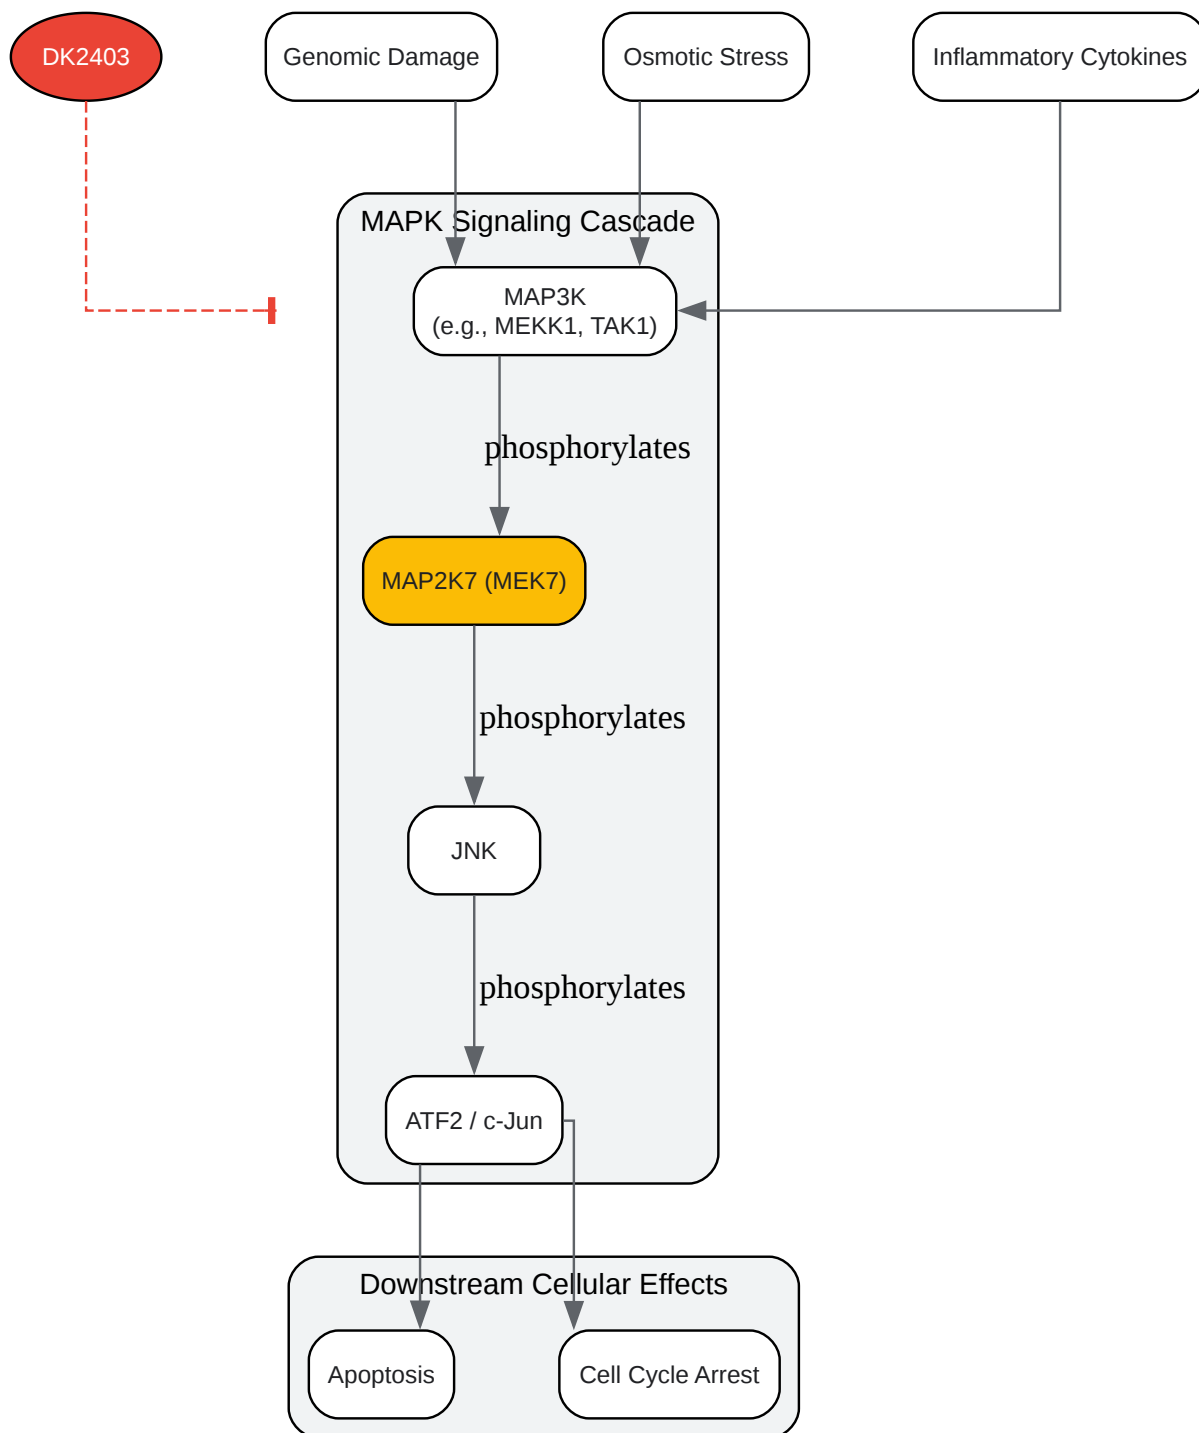 DK2403
Genomic Damage
Osmotic Stress
Inflammatory Cytokines
MAPK Signaling Cascade
MAP3K
(e.g., MEKK1, TAK1)
phosphorylates
MAP2K7 (MEK7)
phosphorylates
JNK
phosphorylates
ATF2 / c-Jun
Downstream Cellular Effects
Apoptosis
Cell Cycle Arrest